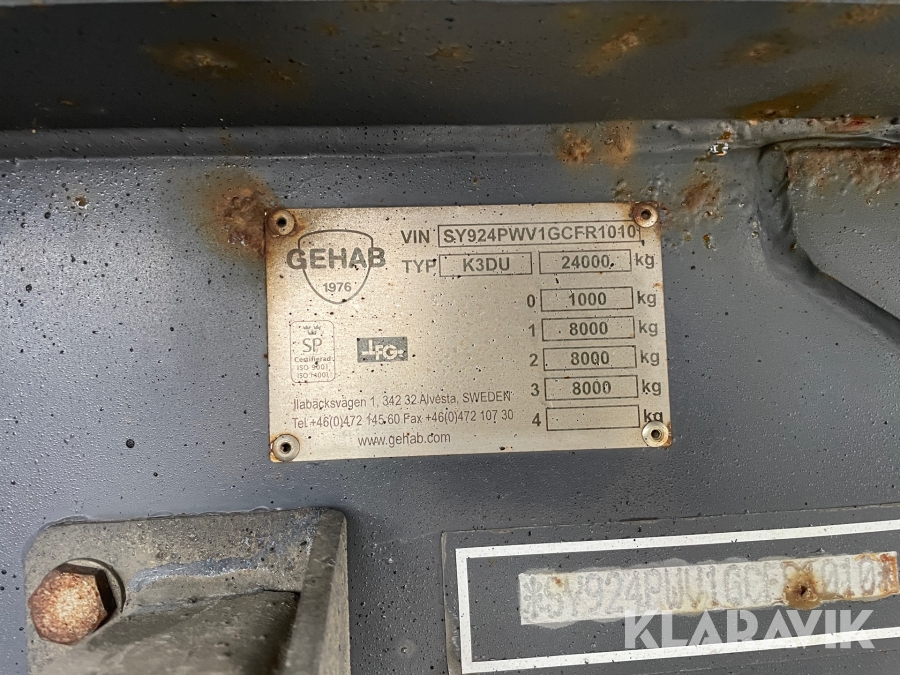 GEHAB
1976
VIN SY924PWV1GCFR1010
TYP K3DU 24000 kg
0 1000 kg
1 8000 kg
2 8000 kg
3 8000 kg
4 kg
SP
Certifierad
ISO 9001
ISO 14001
LFG
Ilabäcksvägen 1, 342 32 Alvesta, SWEDEN
Tel +46(0)472 145 60 Fax +46(0)472 107 30
www.gehab.com
KLARAVIK